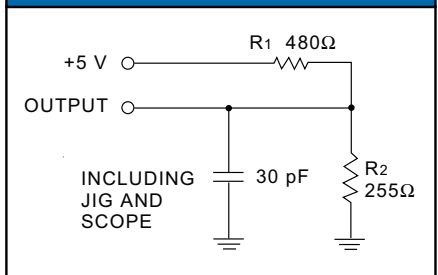 R1 480Ω
+5 V
OUTPUT
INCLUDING
JIG AND
SCOPE
30 pF
R2
255Ω